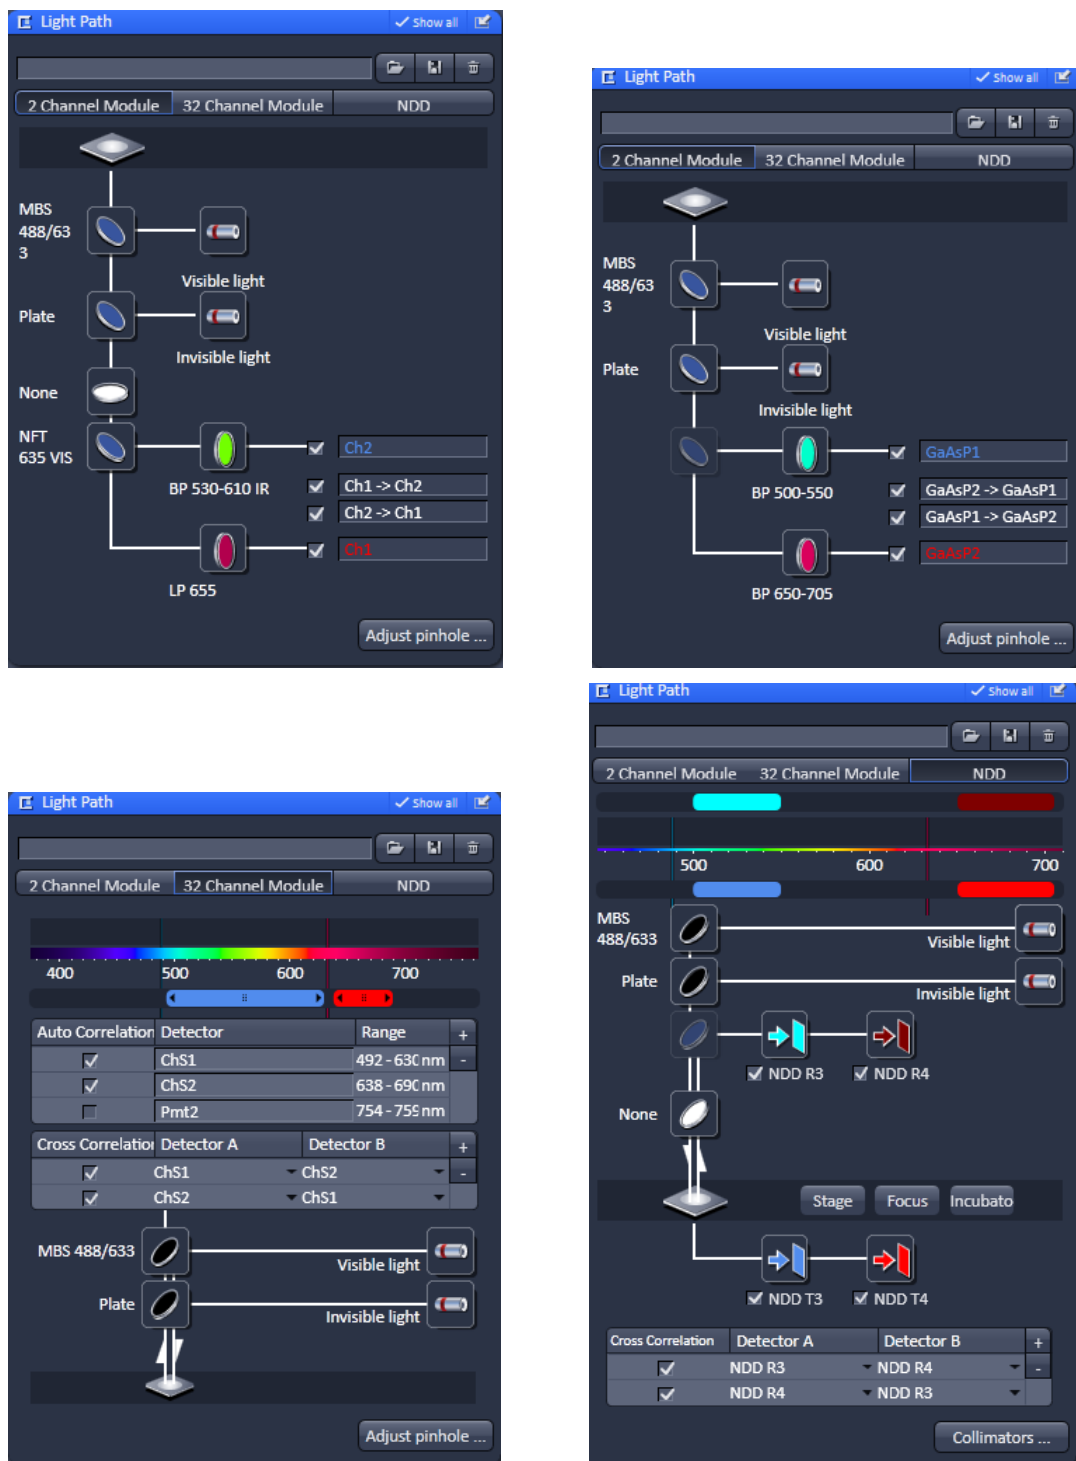 Light Path
Show all
2 Channel Module 32 Channel Module NDD
MBS
488/63
3
Visible light
Plate
Invisible light
None
NFT
635 VIS
Ch2
BP 530-610 IR
Ch1 -> Ch2
Ch2 -> Ch1
Ch1
LP 655
Adjust pinhole ...
Light Path
Show all
2 Channel Module 32 Channel Module NDD
MBS
488/63
3
Visible light
Plate
Invisible light
GaAsP1
BP 500-550
GaAsP2 -> GaAsP1
GaAsP1 -> GaAsP2
GaAsP2
BP 650-705
Adjust pinhole ...
Light Path
Show all
2 Channel Module 32 Channel Module NDD
400 500 600 700
Auto Correlation Detector Range +
ChS1 492 - 630 nm -
ChS2 638 - 690 nm
Pmt2 754 - 759 nm
Cross Correlation Detector A Detector B +
ChS1 ChS2 -
ChS2 ChS1
MBS 488/633
Visible light
Plate
Invisible light
Adjust pinhole ...
Light Path
Show all
2 Channel Module 32 Channel Module NDD
500 600 700
MBS
488/633
Visible light
Plate
Invisible light
NDD R3 NDD R4
None
Stage Focus Incubato
NDD T3 NDD T4
Cross Correlation Detector A Detector B +
NDD R3 NDD R4 -
NDD R4 NDD R3
Collimators ...